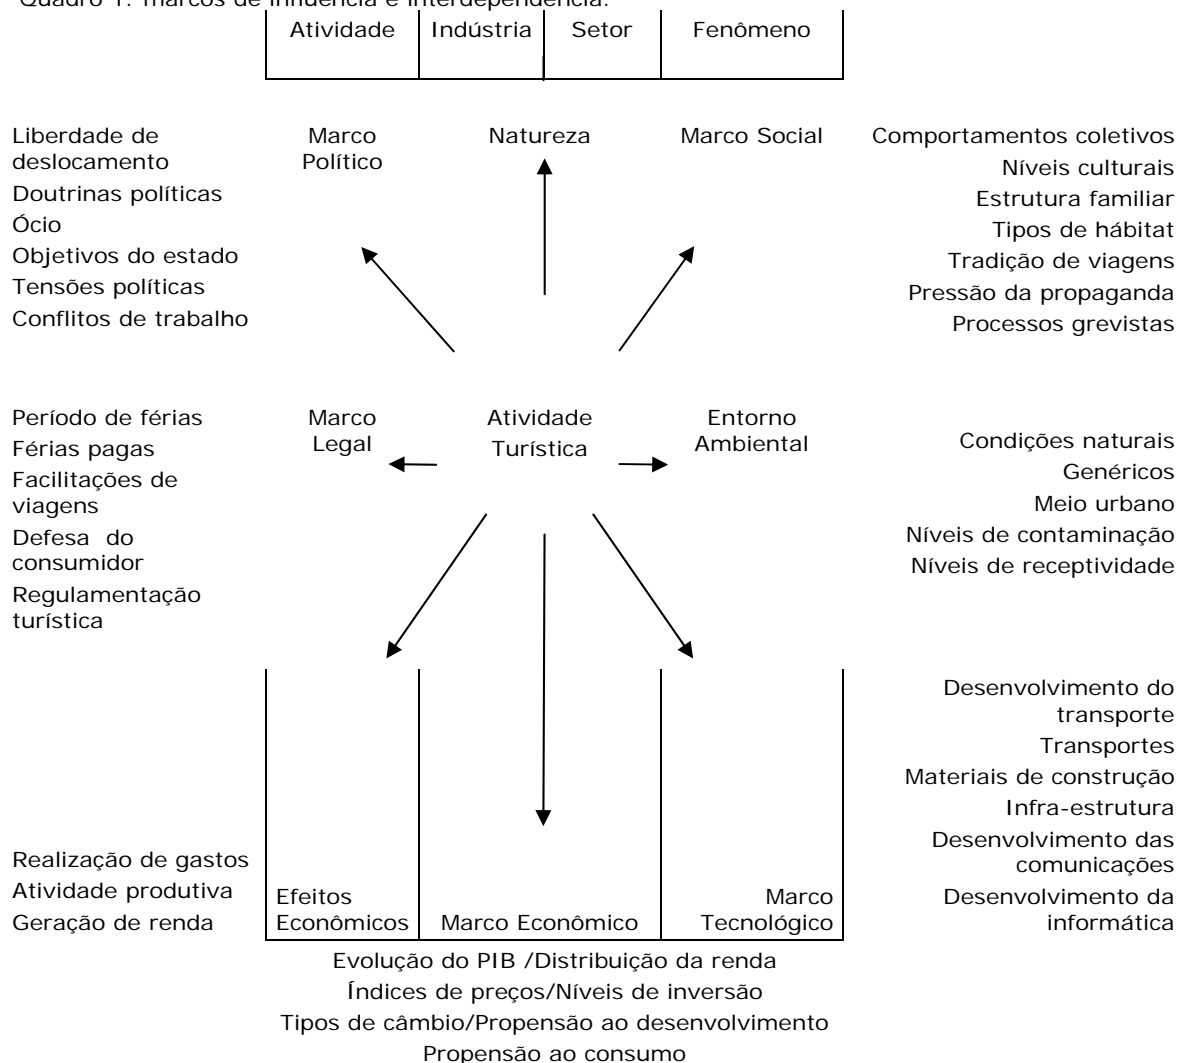 Quadro 1: marcos de influência e interdependência.
Atividade Indústria Setor Fenômeno
Liberdade de
deslocamento
Doutrinas políticas
Ócio
Objetivos do estado
Tensões políticas
Conflitos de trabalho
Marco
Político
Natureza
Marco Social
Comportamentos coletivos
Níveis culturais
Estrutura familiar
Tipos de hábitat
Tradição de viagens
Pressão da propaganda
Processos grevistas
Período de férias
Férias pagas
Facilitações de
viagens
Defesa do
consumidor
Regulamentação
turística
Marco
Legal
Atividade
Turística
Entorno
Ambiental
Condições naturais
Genéricos
Meio urbano
Níveis de contaminação
Níveis de receptividade
Realização de gastos
Atividade produtiva
Geração de renda
Efeitos
Econômicos
Marco Econômico
Marco
Tecnológico
Desenvolvimento do
transporte
Transportes
Materiais de construção
Infra-estrutura
Desenvolvimento das
comunicações
Desenvolvimento da
informática
Evolução do PIB /Distribuição da renda
Índices de preços/Níveis de inversão
Tipos de câmbio/Propensão ao desenvolvimento
Propensão ao consumo